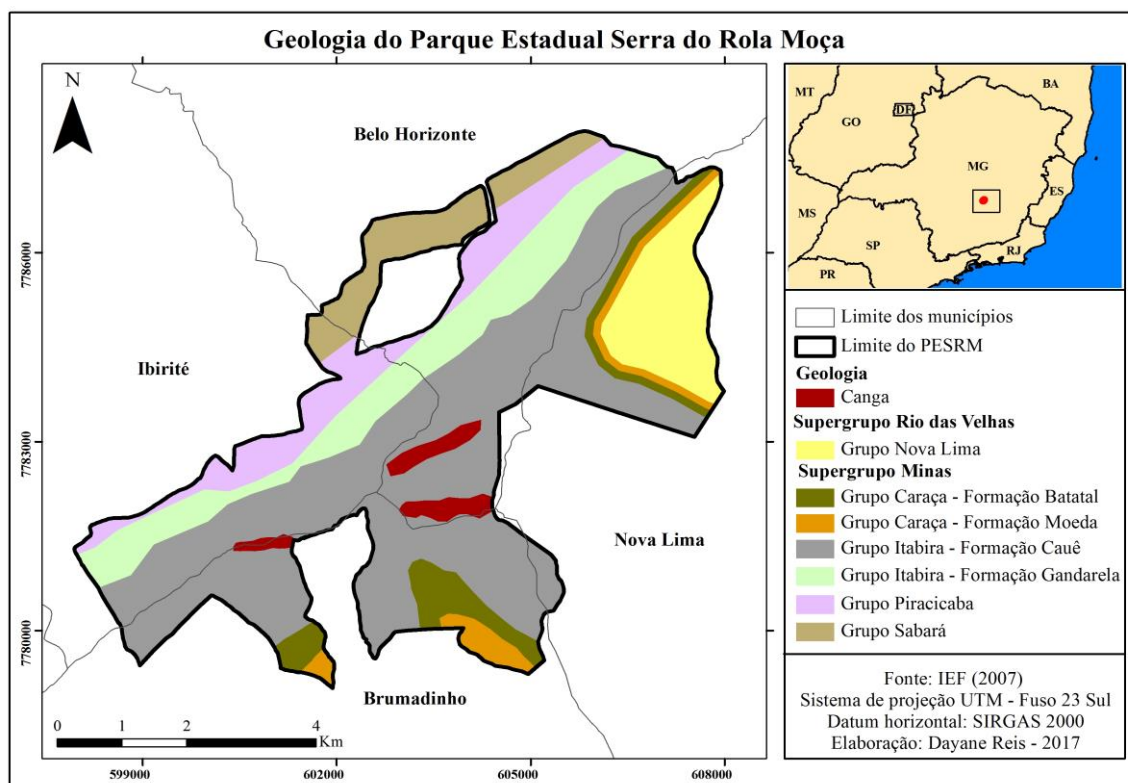 Geologia do Parque Estadual Serra do Rola Moça
N
Belo Horizonte
Ibirité
Nova Lima
Brumadinho
7786000
7783000
7780000
0 1 2 4
Km
599000 602000 605000 608000
MT
BA
GO
DF
MG
ES
MS
SP
RJ
PR
Limite dos municípios
Limite do PESRM
Geologia
Canga
Supergrupo Rio das Velhas
Grupo Nova Lima
Supergrupo Minas
Grupo Caraça - Formação Batatal
Grupo Caraça - Formação Moeda
Grupo Itabira - Formação Cauê
Grupo Itabira - Formação Gandarela
Grupo Piracicaba
Grupo Sabará
Fonte: IEF (2007)
Sistema de projeção UTM - Fuso 23 Sul
Datum horizontal: SIRGAS 2000
Elaboração: Dayane Reis - 2017